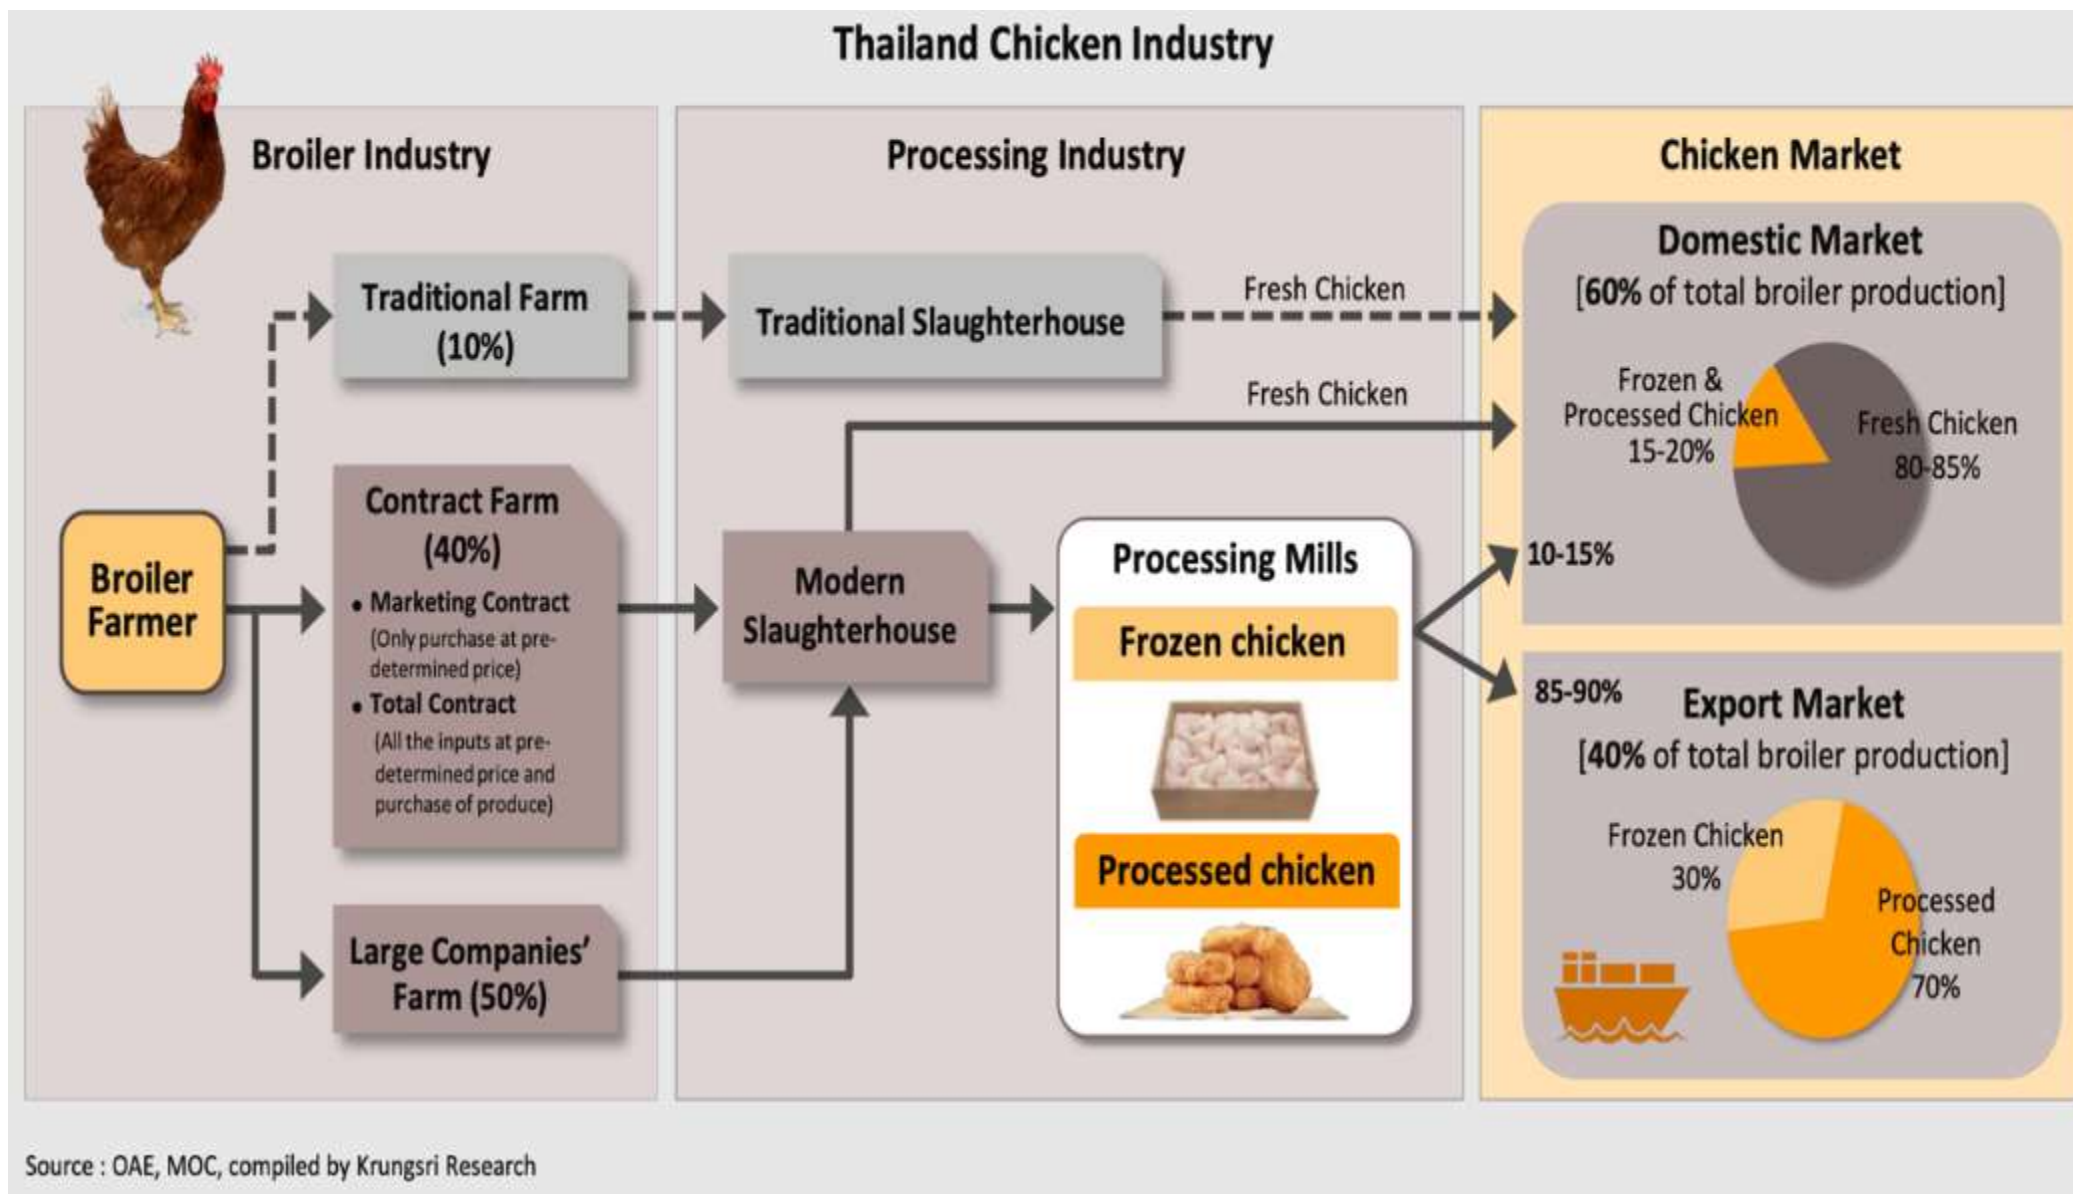 Thailand Chicken Industry
Broiler Industry
Broiler
Farmer
Traditional Farm
(10%)
Contract Farm
(40%)
• Marketing Contract
(Only purchase at pre-
determined price)
• Total Contract
(All the inputs at pre-
determined price and
purchase of produce)
Large Companies’
Farm (50%)
Processing Industry
Traditional Slaughterhouse
Fresh Chicken
Fresh Chicken
Modern
Slaughterhouse
Processing Mills
Frozen chicken
Processed chicken
Chicken Market
Domestic Market
[60% of total broiler production]
Frozen &
Processed Chicken
15-20%
Fresh Chicken
80-85%
10-15%
85-90%
Export Market
[40% of total broiler production]
Frozen Chicken
30%
Processed
Chicken
70%
Source : OAE, MOC, compiled by Krungsri Research